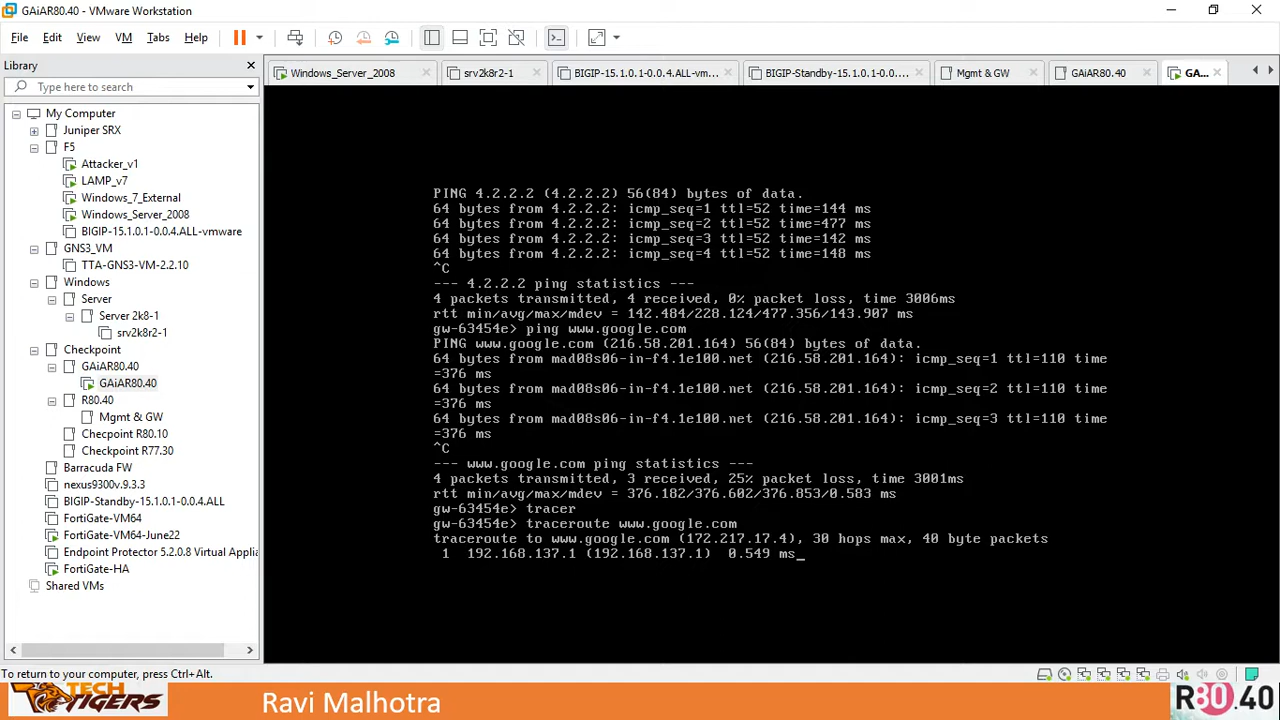 GAiAR80.40 - VMware Workstation
File Edit View VM Tabs Help
Library
Type here to search
My Computer
Juniper SRX
F5
Attacker_v1
LAMP_v7
Windows_7_External
Windows_Server_2008
BIGIP-15.1.0.1-0.0.4.ALL-vmware
GNS3_VM
TTA-GNS3-VM-2.2.10
Windows
Server
Server 2k8-1
srv2k8r2-1
Checkpoint
GAiAR80.40
GAiAR80.40
R80.40
Mgmt & GW
Checpoint R80.10
Checkpoint R77.30
Barracuda FW
nexus9300v.9.3.3
BIGIP-Standby-15.1.0.1-0.0.4.ALL
FortiGate-VM64
FortiGate-VM64-June22
Endpoint Protector 5.2.0.8 Virtual Applia
FortiGate-HA
Shared VMs
Windows_Server_2008 srv2k8r2-1 BIGIP-15.1.0.1-0.0.4.ALL-vm... BIGIP-Standby-15.1.0.1-0.0.... Mgmt & GW GAiAR80.40 GA...
PING 4.2.2.2 (4.2.2.2) 56(84) bytes of data.
64 bytes from 4.2.2.2: icmp_seq=1 ttl=52 time=144 ms
64 bytes from 4.2.2.2: icmp_seq=2 ttl=52 time=477 ms
64 bytes from 4.2.2.2: icmp_seq=3 ttl=52 time=142 ms
64 bytes from 4.2.2.2: icmp_seq=4 ttl=52 time=148 ms
^C
--- 4.2.2.2 ping statistics ---
4 packets transmitted, 4 received, 0% packet loss, time 3006ms
rtt min/avg/max/mdev = 142.484/228.124/477.356/143.907 ms
gw-63454e> ping www.google.com
PING www.google.com (216.58.201.164) 56(84) bytes of data.
64 bytes from mad08s06-in-f4.1e100.net (216.58.201.164): icmp_seq=1 ttl=110 time
=376 ms
64 bytes from mad08s06-in-f4.1e100.net (216.58.201.164): icmp_seq=2 ttl=110 time
=376 ms
64 bytes from mad08s06-in-f4.1e100.net (216.58.201.164): icmp_seq=3 ttl=110 time
=376 ms
^C
--- www.google.com ping statistics ---
4 packets transmitted, 3 received, 25% packet loss, time 3001ms
rtt min/avg/max/mdev = 376.182/376.602/376.853/0.583 ms
gw-63454e> tracer
gw-63454e> traceroute www.google.com
traceroute to www.google.com (172.217.17.4), 30 hops max, 40 byte packets
1 192.168.137.1 (192.168.137.1) 0.549 ms_
To return to your computer, press Ctrl+Alt.
TECH
TIGERS
Ravi Malhotra
R80.40